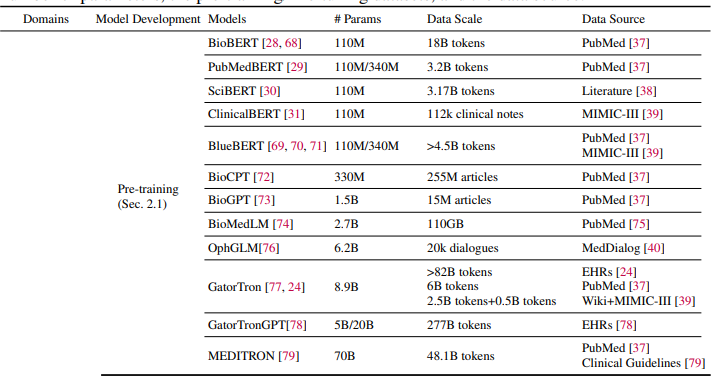 Domains Model Development Models # Params Data Scale Data Source
BioBERT [28, 68] 110M 18B tokens PubMed [37]
PubMedBERT [29] 110M/340M 3.2B tokens PubMed [37]
SciBERT [30] 110M 3.17B tokens Literature [38]
ClinicalBERT [31] 110M 112k clinical notes MIMIC-III [39]
BlueBERT [69, 70, 71] 110M/340M >4.5B tokens PubMed [37]
MIMIC-III [39]
BioCPT [72] 330M 255M articles PubMed [37]
Pre-training
(Sec. 2.1)
BioGPT [73] 1.5B 15M articles PubMed [37]
BioMedLM [74] 2.7B 110GB PubMed [75]
OphGLM[76] 6.2B 20k dialogues MedDialog [40]
GatorTron [77, 24] 8.9B >82B tokens EHRs [24]
6B tokens PubMed [37]
2.5B tokens+0.5B tokens Wiki+MIMIC-III [39]
GatorTronGPT[78] 5B/20B 277B tokens EHRs [78]
MEDITRON [79] 70B 48.1B tokens PubMed [37]
Clinical Guidelines [79]